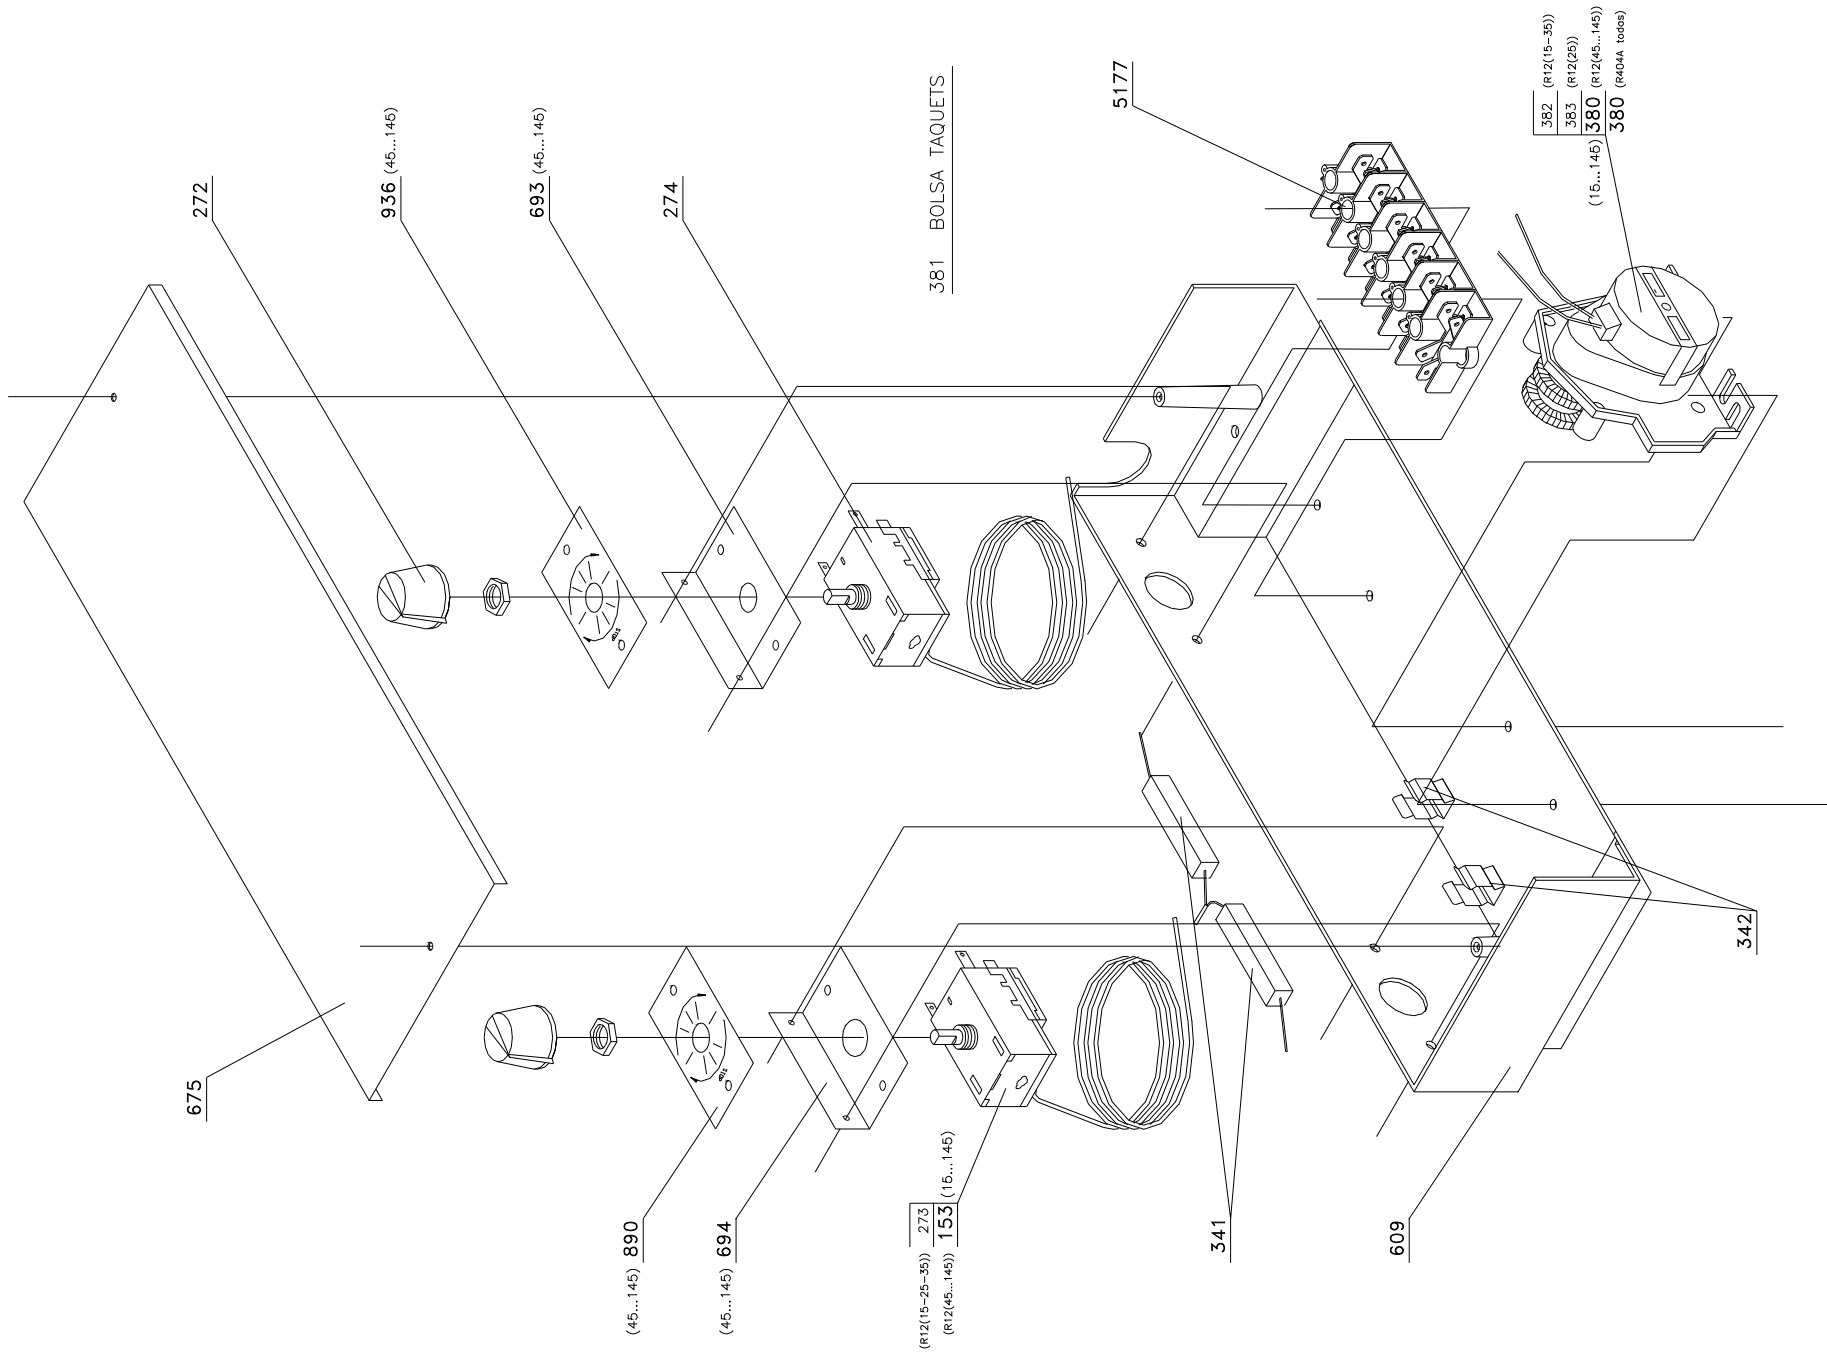 272
936 (45...145)
693 (45...145)
274
381 BOLSA TAQUETS
5177
382 (R12(15-35))
383 (R12(25))
(15...145) 380 (R12(45...145))
380 (R404A todas)
STOP
675
STOP
(45...145) 890
(45...145) 694
(R12(15-25-35)) 273
(R12(45...145)) 153 (15...145)
341
609
342